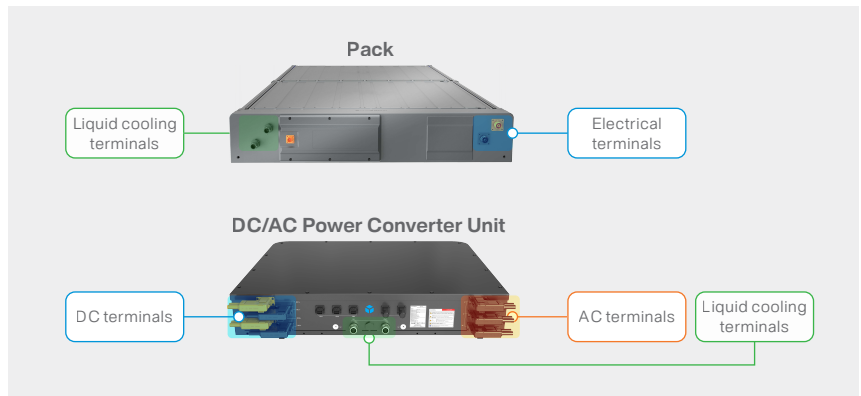 Pack
Liquid cooling
terminals
Electrical
terminals
DC/AC Power Converter Unit
DC terminals
AC terminals
Liquid cooling
terminals